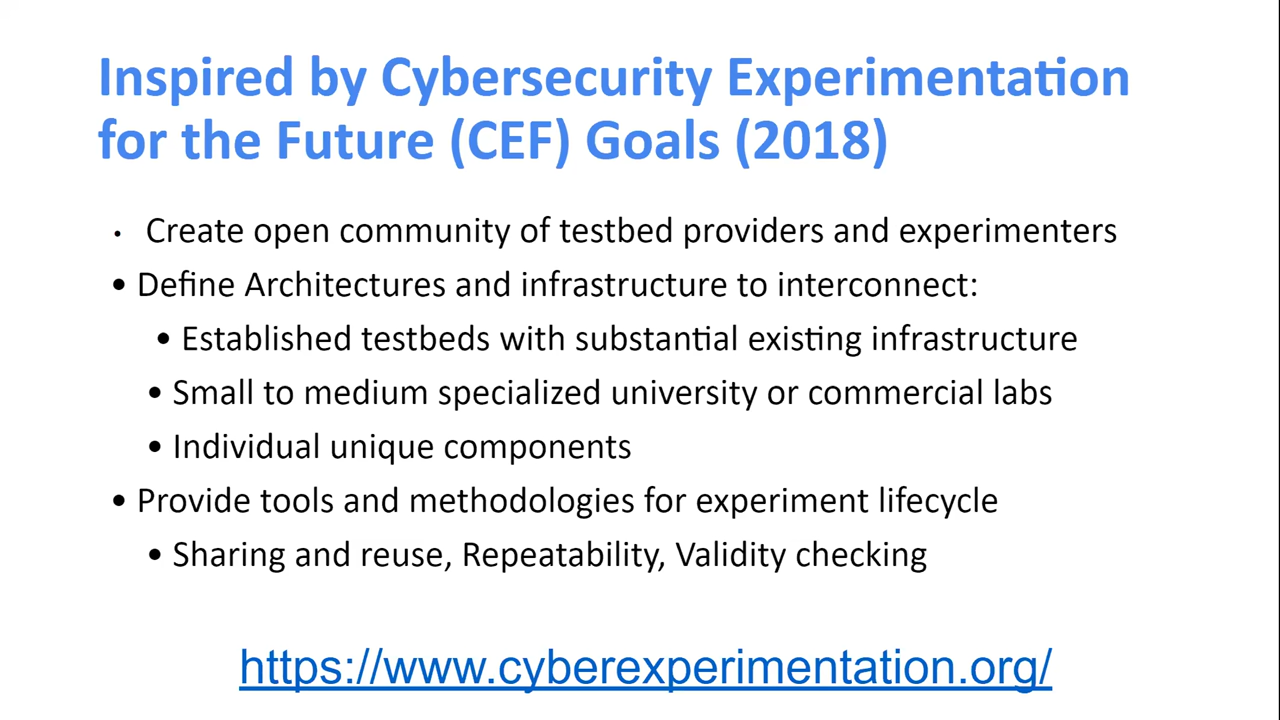 Inspired by Cybersecurity Experimentation
for the Future (CEF) Goals (2018)
• Create open community of testbed providers and experimenters
• Define Architectures and infrastructure to interconnect:
• Established testbeds with substantial existing infrastructure
• Small to medium specialized university or commercial labs
• Individual unique components
• Provide tools and methodologies for experiment lifecycle
• Sharing and reuse, Repeatability, Validity checking
https://www.cyberexperimentation.org/